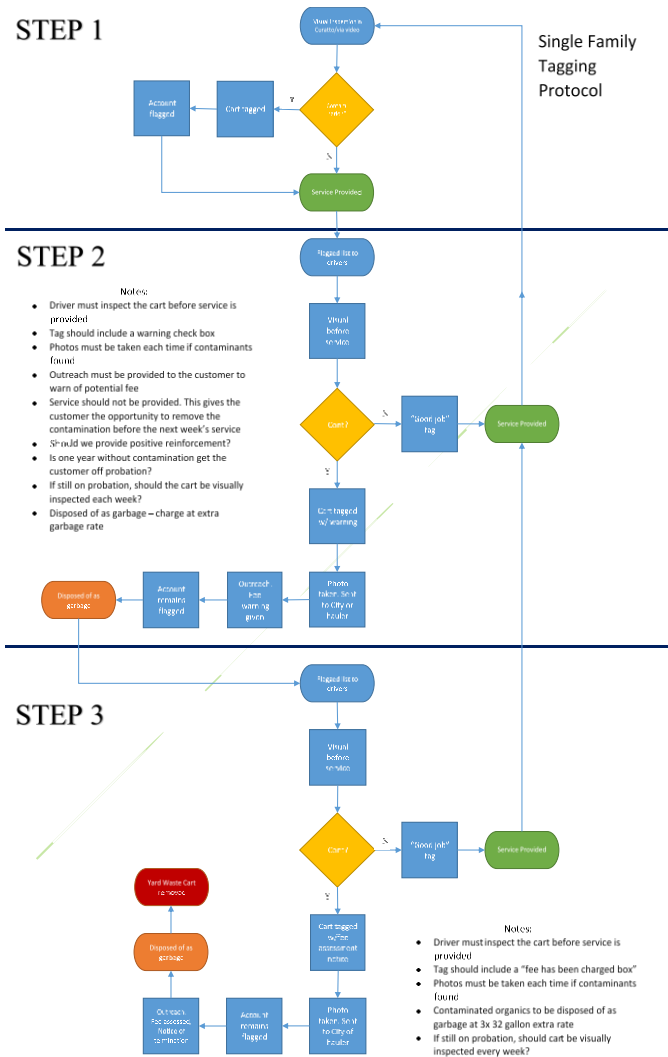 STEP 1
Visual Inspection
Curotto/via video
Single Family
Tagging
Protocol
Y
Account
flagged
Cart tagged
N
Service Provided
STEP 2
Flagged list to
drivers
Notes:
Driver must inspect the cart before service is
provided
Tag should include a warning check box
Photos must be taken each time if contaminants
found
Outreach must be provided to the customer to
warn of potential fee
Service should not be provided. This gives the
customer the opportunity to remove the
contamination before the next week's service
Should we provide positive reinforcement?
Is one year without contamination get the
customer off probation?
If still on probation, should the cart be visually
inspected each week?
Disposed of as garbage – charge at extra
garbage rate
Visual
before
service
N
"Good job"
tag
Service Provided
Y
Cart tagged
w/ warning
Photo
taken. Sent
to City or
hauler
Outreach.
Fee
warning
given
Account
remains
flagged
Disposed of as
garbage
STEP 3
Flagged list to
drivers
Visual
before
service
N
"Good job"
tag
Service Provided
Y
Cart tagged
w/fee
assessment
notice
Photo
taken. Sent
to City of
hauler
Account
remains
flagged
Outreach.
Fee assessed,
Notice of
termination
Disposed of as
garbage
Yard Waste Cart
removed
Notes:
Driver must inspect the cart before service is
provided
Tag should include a "fee has been charged box"
Photos must be taken each time if contaminants
found
Contaminated organics to be disposed of as
garbage at 3x 32 gallon extra rate
If still on probation, should cart be visually
inspected every week?